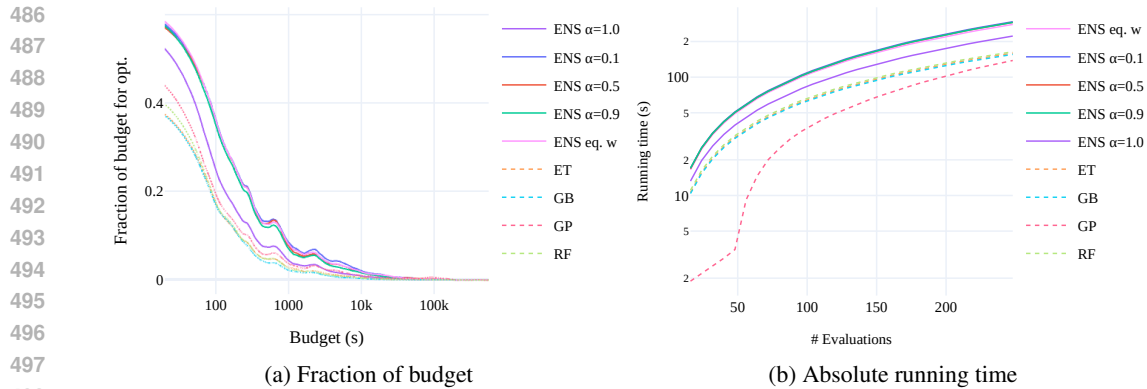 486
487
488
489
490
491
492
493
494
495
496
497
Fraction of budget for opt.
0.4
0.2
0
100
1000
10k
100k
Budget (s)
ENS α=1.0
ENS α=0.1
ENS α=0.5
ENS α=0.9
ENS eq. w
ET
GB
GP
RF
(a) Fraction of budget
Running time (s)
2
100
5
2
10
5
2
50
100
150
200
# Evaluations
ENS eq. w
ENS α=0.1
ENS α=0.5
ENS α=0.9
ENS α=1.0
ET
GB
GP
RF
(b) Absolute running time